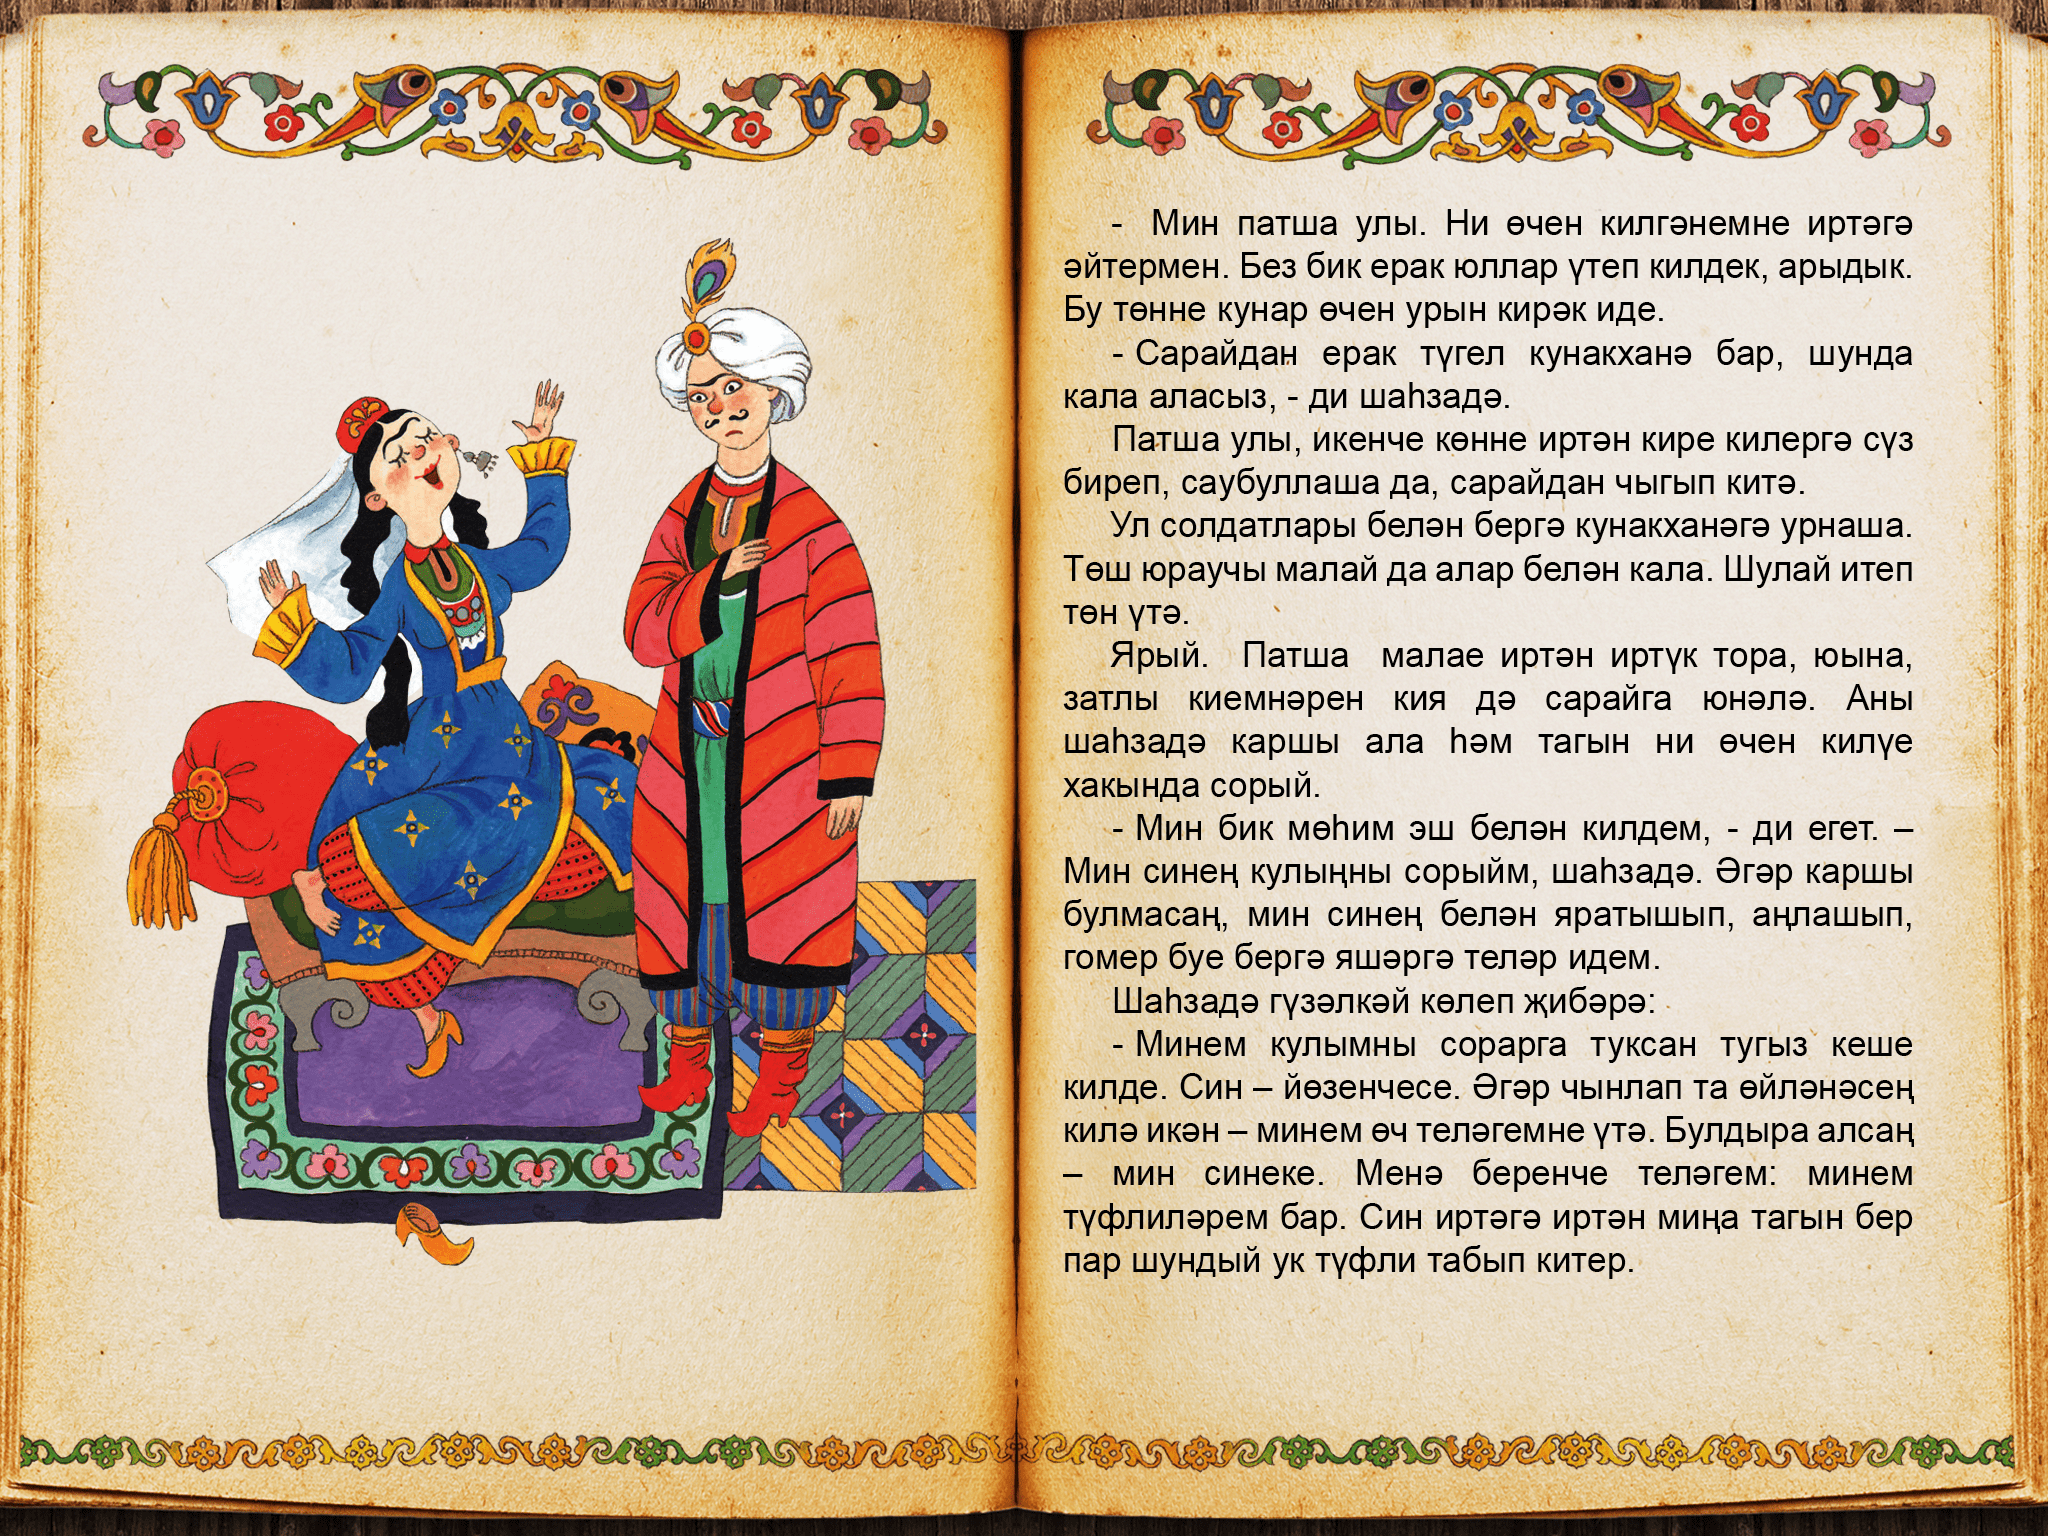 - Мин патша улы. Ни өчен килгәнемне иртәгә
әйтермен. Без бик ерак юллар үтеп килдек, арыдык.
Бу төнне кунар өчен урын кирәк иде.
- Сарайдан ерак түгел кунакханә бар, шунда
кала аласыз, - ди шаһзадә.
Патша улы, икенче көнне иртән кире килергә сүз
биреп, саубуллаша да, сарайдан чыгып китә.
Ул солдатлары белән бергә кунакханәгә урнаша.
Төш юраучы малай да алар белән кала. Шулай итеп
төн үтә.
Ярый. Патша малае иртән иртүк тора, юына,
затлы киемнәрен кия дә сарайга юнәлә. Аны
шаһзадә каршы ала һәм тагын ни өчен килүе
хакында сорый.
- Мин бик мөһим эш белән килдем, - ди егет. –
Мин синең кулыңны сорыйм, шаһзадә. Әгәр каршы
булмасаң, мин синең белән яратышып, аңлашып,
гомер буе бергә яшәргә теләр идем.
Шаһзадә гүзәлкәй көлеп җибәрә:
- Минем кулымны сорарга туксан тугыз кеше
килде. Син – йөзенчесе. Әгәр чынлап та өйләнәсең
килә икән – минем өч теләгемне үтә. Булдыра алсаң
– мин синеке. Менә беренче теләгем: минем
түфлиләрем бар. Син иртәгә иртән миңа тагын бер
пар шундый ук түфли табып китер.